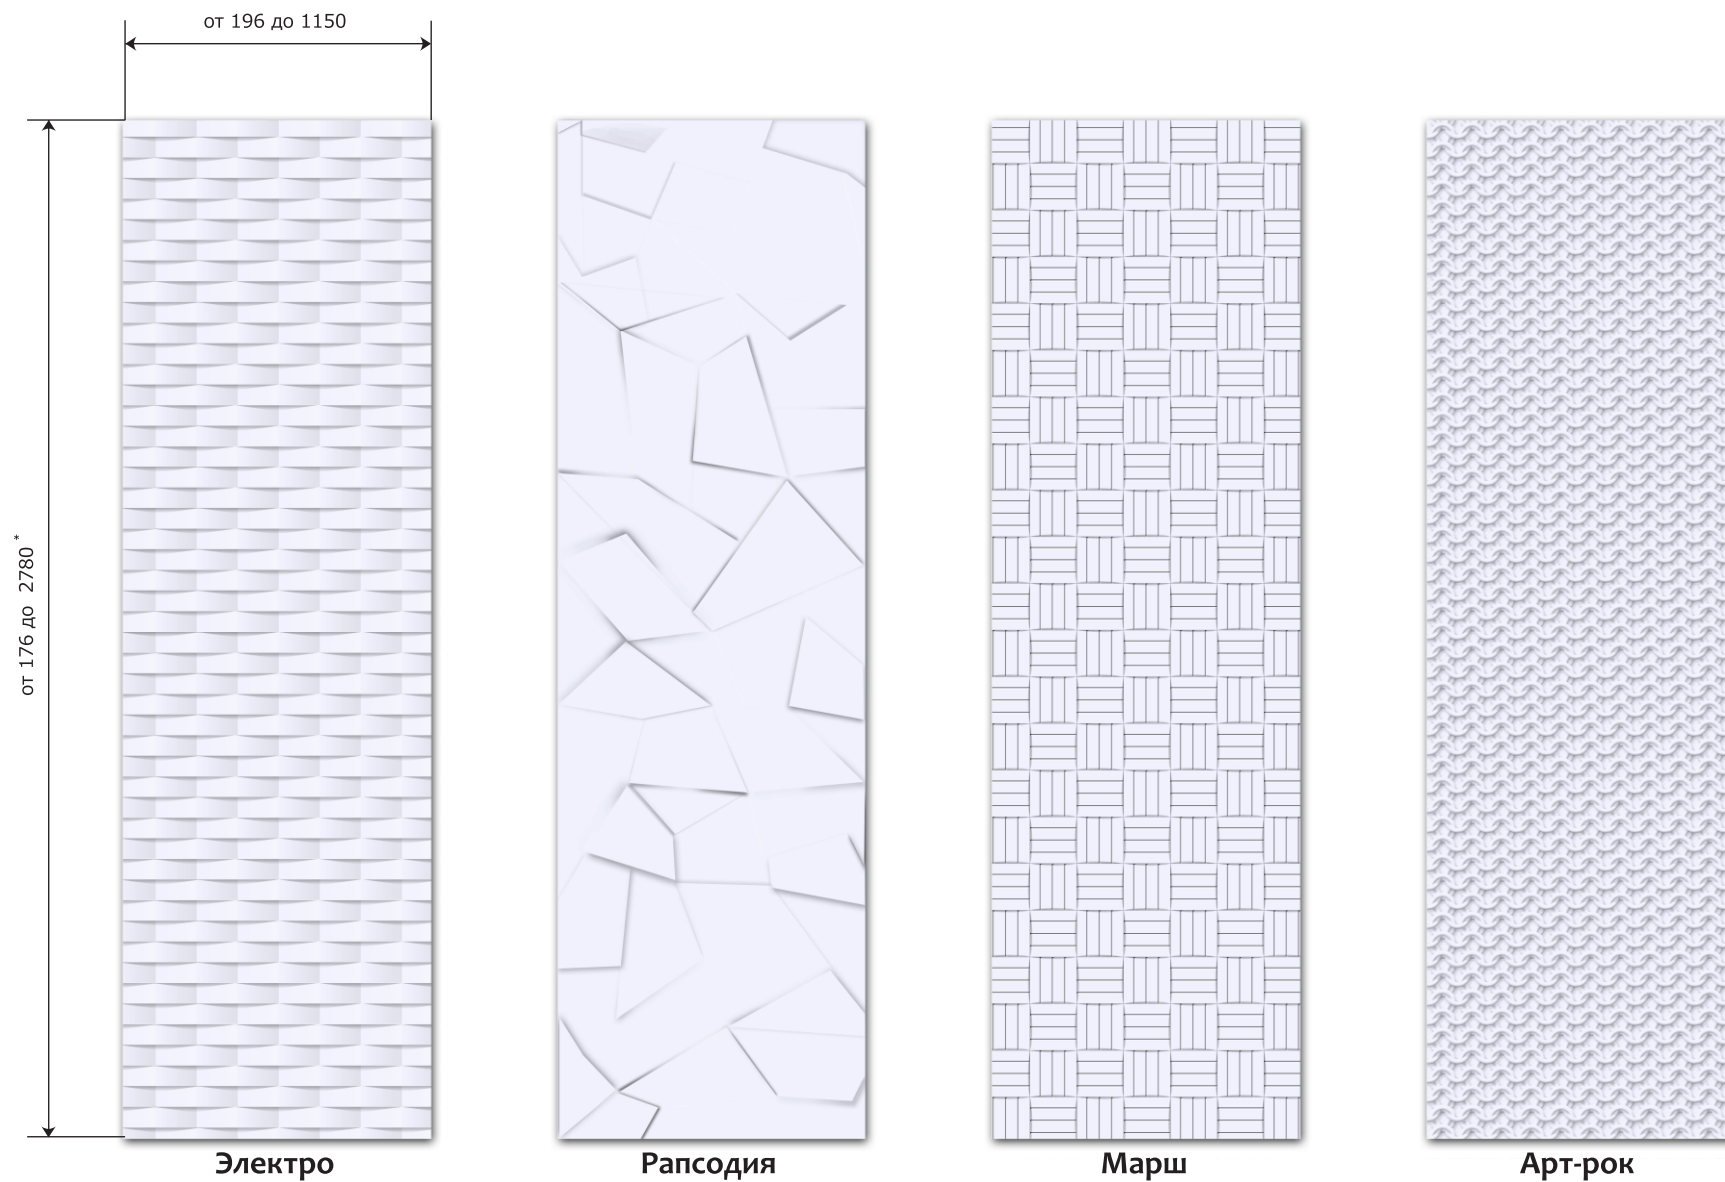 от 196 до 1150
от 176 до 2780 *
Электро
Рапсодия
Марш
Арт-рок